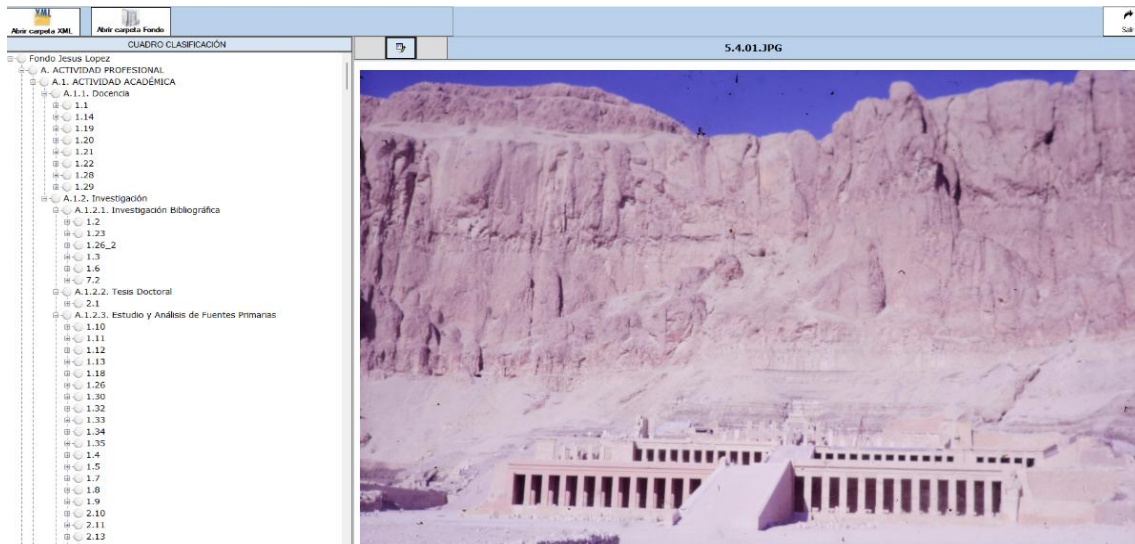 XML
Abrir carpeta XML
Abrir carpeta Fondo
Salir
CUADRO CLASIFICACIÓN
5.4.01.JPG
Fondo Jesus Lopez
A. ACTIVIDAD PROFESIONAL
A.1. ACTIVIDAD ACADÉMICA
A.1.1. Docencia
1.1
1.14
1.19
1.20
1.21
1.22
1.28
1.29
A.1.2. Investigación
A.1.2.1. Investigación Bibliográfica
1.2
1.23
1.26_2
1.3
1.6
7.2
A.1.2.2. Tesis Doctoral
2.1
A.1.2.3. Estudio y Análisis de Fuentes Primarias
1.10
1.11
1.12
1.13
1.18
1.26
1.30
1.32
1.33
1.34
1.35
1.4
1.5
1.7
1.8
1.9
2.10
2.11
2.13